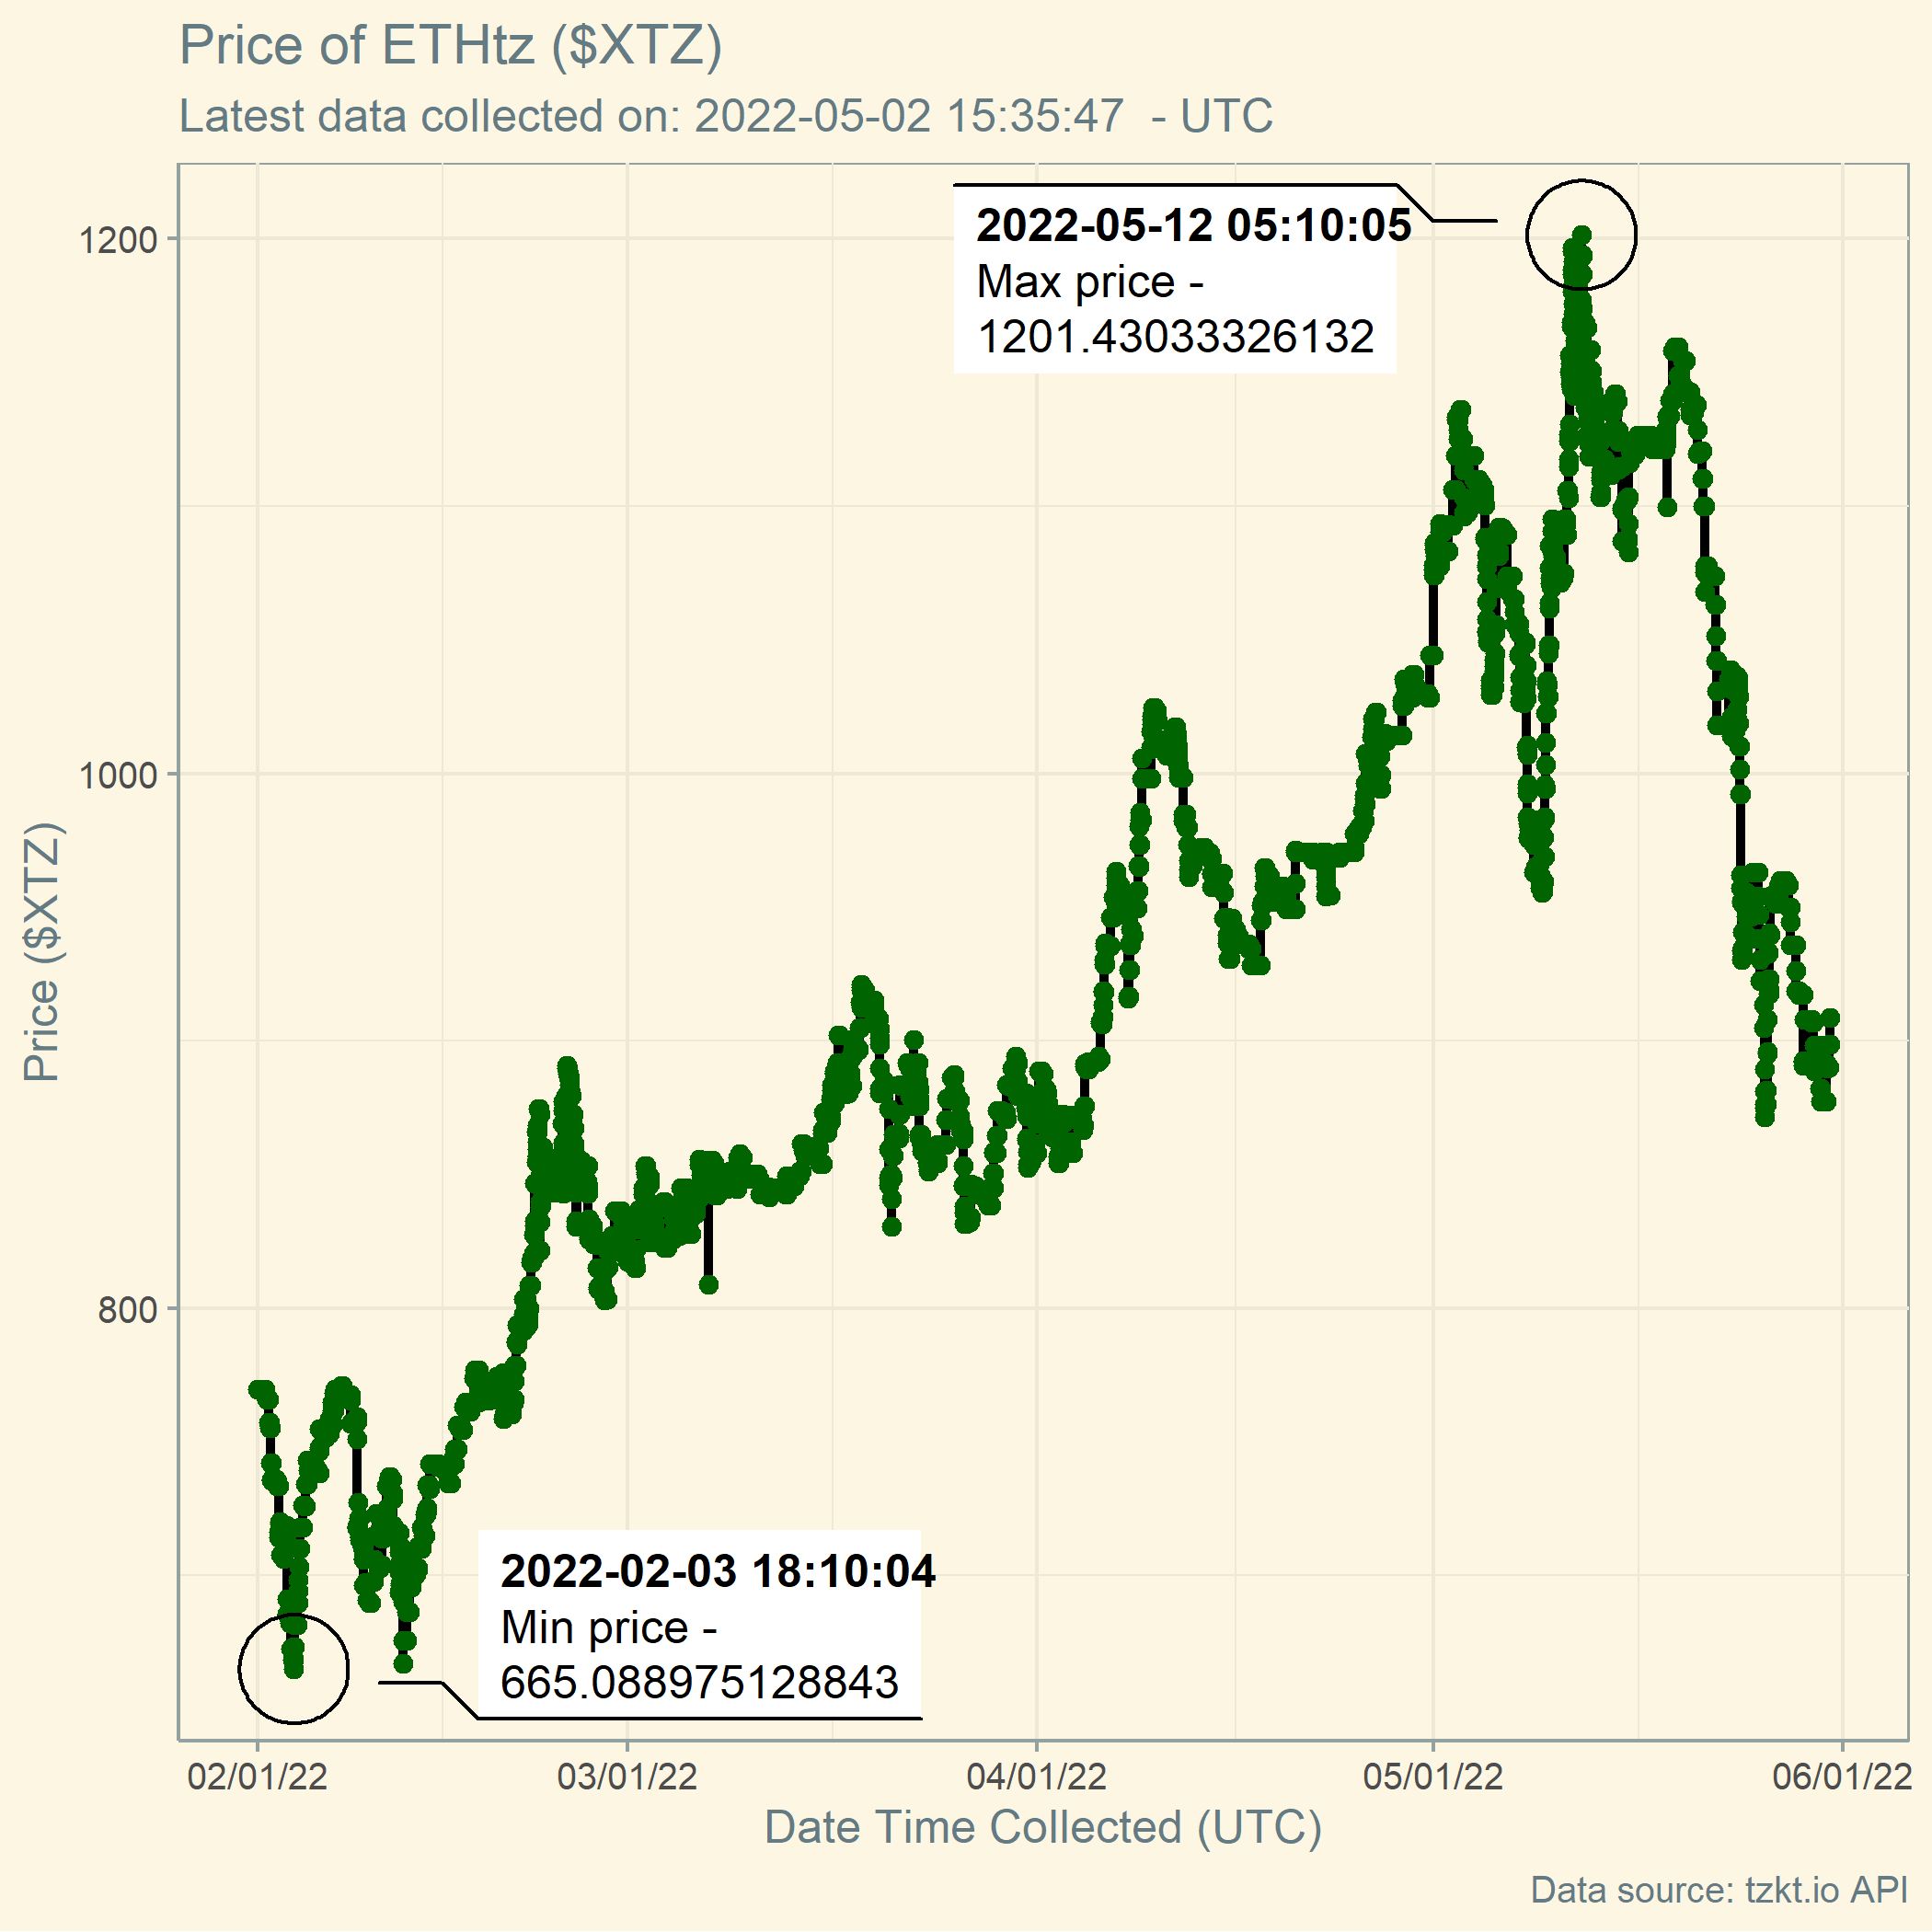 Price of ETHtz ($XTZ)
Latest data collected on: 2022-05-02 15:35:47  - UTC
2022-05-12 05:10:05
Max price -
1201.43033326132
1200
1000
800
Price ($XTZ)
2022-02-03 18:10:04
Min price -
665.088975128843
02/01/22
03/01/22
04/01/22
05/01/22
06/01/22
Date Time Collected (UTC)
Data source: tzkt.io API